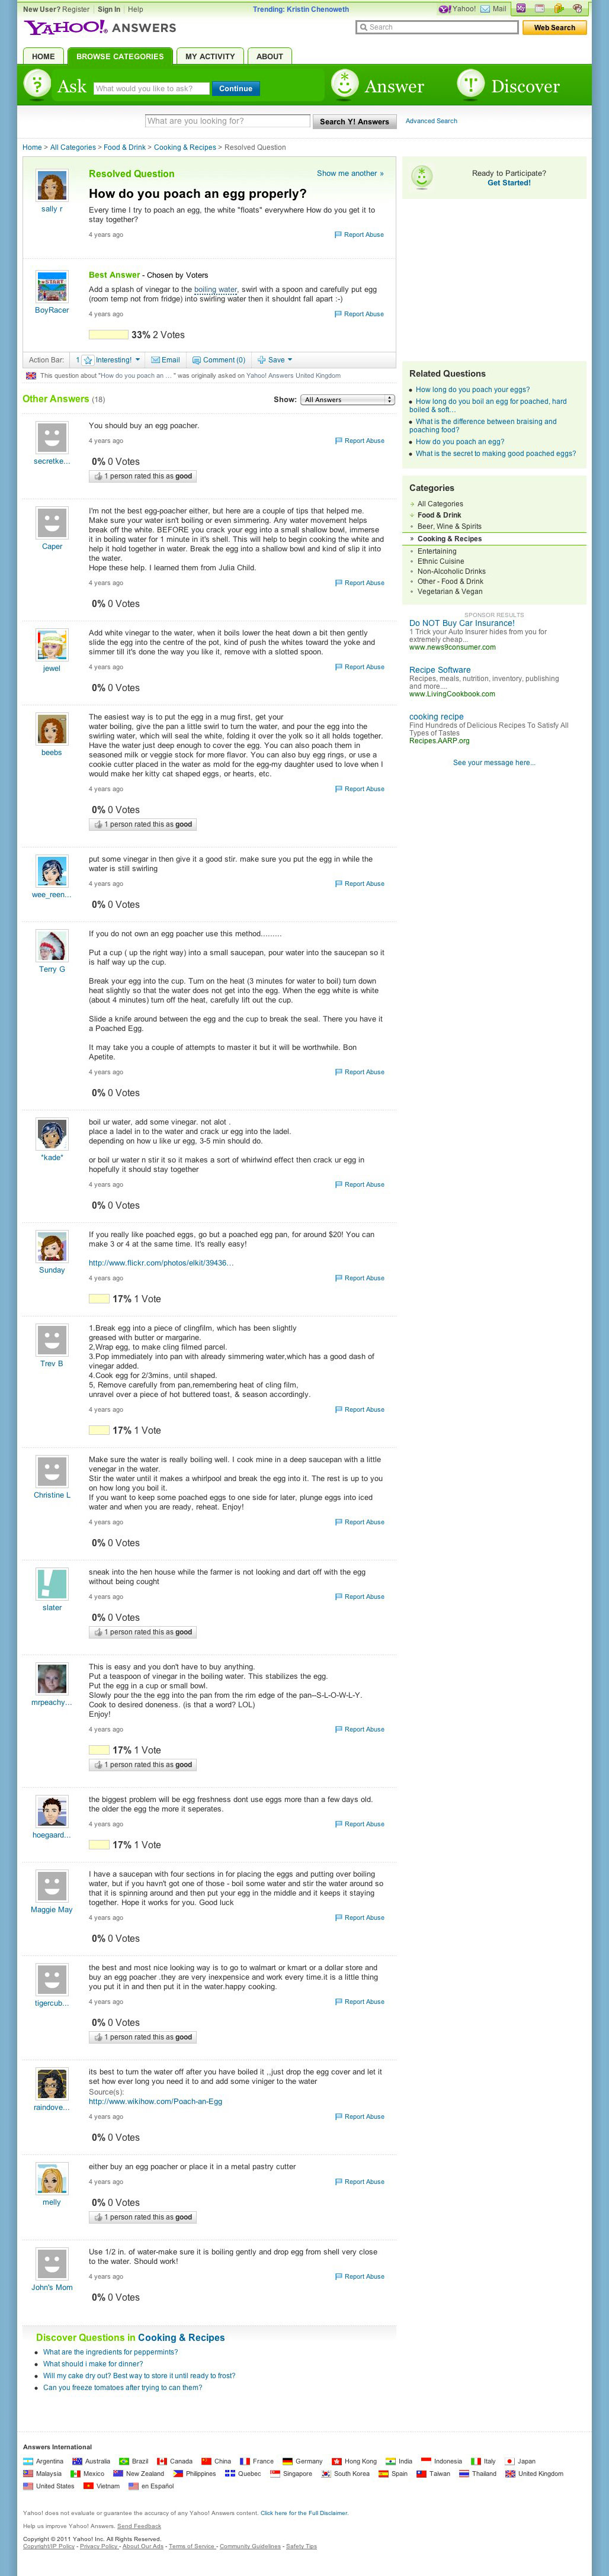 New User? Register | Sign In | Help
Trending: Kristin Chenoweth
Yahoo! Mail
YAHOO! ANSWERS
Search
Web Search
HOME BROWSE CATEGORIES MY ACTIVITY ABOUT
Ask
What would you like to ask?
Continue
Answer
Discover
What are you looking for?
Search Y! Answers
Advanced Search
Home > All Categories > Food & Drink > Cooking & Recipes > Resolved Question
sally r
Resolved Question
Show me another »
How do you poach an egg properly?
Every time I try to poach an egg, the white "floats" everywhere How do you get it to
stay together?
4 years ago
Report Abuse
BoyRacer
Best Answer - Chosen by Voters
Add a splash of vinegar to the boiling water, swirl with a spoon and carefully put egg
(room temp not from fridge) into swirling water then it shouldnt fall apart :-)
4 years ago
Report Abuse
33% 2 Votes
Action Bar: 1 Interesting! Email Comment (0) Save
This question about "How do you poach an … " was originally asked on Yahoo! Answers United Kingdom
Other Answers (18)
Show: All Answers
secretke...
You should buy an egg poacher.
4 years ago
Report Abuse
0% 0 Votes
1 person rated this as good
Caper
I'm not the best egg-poacher either, but here are a couple of tips that helped me.
Make sure your water isn't boiling or even simmering. Any water movement helps
break off the white. BEFORE you crack your egg into a small shallow bowl, immerse
it in boiling water for 1 minute in it's shell. This will help to begin cooking the white and
help it hold together in water. Break the egg into a shallow bowl and kind of slip it into
the water.
Hope these help. I learned them from Julia Child.
4 years ago
Report Abuse
0% 0 Votes
jewel
Add white vinegar to the water, when it boils lower the heat down a bit then gently
slide the egg into the centre of the pot, kind of push the whites toward the yoke and
simmer till it's done the way you like it, remove with a slotted spoon.
4 years ago
Report Abuse
0% 0 Votes
beebs
The easiest way is to put the egg in a mug first, get your
water boiling, give the pan a little swirl to turn the water, and pour the egg into the
swirling water, which will seal the white, holding the yolk so it all holds together.
Have the water just deep enough to cover the egg. You can also poach them in
seasoned milk or veggie stock for more flavor. You can also buy egg rings, or use a
cookie cutter placed in the water and mold for the egg-my daughter used to love when I
would make her kitty cat shaped eggs, or hearts, etc.
4 years ago
Report Abuse
0% 0 Votes
1 person rated this as good
wee_reen...
put some vinegar in then give it a good stir. make sure you put the egg in while the
water is still swirling
4 years ago
Report Abuse
0% 0 Votes
Terry G
If you do not own an egg poacher use this method.........
Put a cup ( up the right way) into a small saucepan, pour water into the saucepan so it
is half way up the cup.
Break your egg into the cup. Turn on the heat (3 minutes for water to boil) turn down
heat slightly so that the water does not get into the egg. When the egg white is white
(about 4 minutes) turn off the heat, carefully lift out the cup.
Slide a knife around between the egg and the cup to break the seal. There you have it
a Poached Egg.
It may take you a couple of attempts to master it but it will be worthwhile. Bon
Apetite.
4 years ago
Report Abuse
0% 0 Votes
*kade*
boil ur water, add some vinegar. not alot .
place a ladel in to the water and crack ur egg into the ladel.
depending on how u like ur egg, 3-5 min should do.
or boil ur water n stir it so it makes a sort of whirlwind effect then crack ur egg in
hopefully it should stay together
4 years ago
Report Abuse
0% 0 Votes
Sunday
If you really like poached eggs, go but a poached egg pan, for around $20! You can
make 3 or 4 at the same time. It's really easy!
http://www.flickr.com/photos/elkit/39436…
4 years ago
Report Abuse
17% 1 Vote
Trev B
1.Break egg into a piece of clingfilm, which has been slightly
greased with butter or margarine.
2,Wrap egg, to make cling filmed parcel.
3.Pop immediately into pan with already simmering water,which has a good dash of
vinegar added.
4.Cook egg for 2/3mins, until shaped.
5, Remove carefully from pan,remembering heat of cling film,
unravel over a piece of hot buttered toast, & season accordingly.
4 years ago
Report Abuse
17% 1 Vote
Christine L
Make sure the water is really boiling well. I cook mine in a deep saucepan with a little
venegar in the water.
Stir the water until it makes a whirlpool and break the egg into it. The rest is up to you
on how long you boil it.
If you want to keep some poached eggs to one side for later, plunge eggs into iced
water and when you are ready, reheat. Enjoy!
4 years ago
Report Abuse
0% 0 Votes
slater
sneak into the hen house while the farmer is not looking and dart off with the egg
without being cought
4 years ago
Report Abuse
0% 0 Votes
1 person rated this as good
mrpeachy...
This is easy and you don't have to buy anything.
Put a teaspoon of vinegar in the boiling water. This stabilizes the egg.
Put the egg in a cup or small bowl.
Slowly pour the egg into the pan from the rim edge of the pan--S-L-O-W-L-Y.
Cook to desired doneness. (is that a word? LOL)
Enjoy!
4 years ago
Report Abuse
17% 1 Vote
1 person rated this as good
hoegaard...
the biggest problem will be egg freshness dont use eggs more than a few days old.
the older the egg the more it seperates.
4 years ago
Report Abuse
17% 1 Vote
Maggie May
I have a saucepan with four sections in for placing the eggs and putting over boiling
water, but if you havn't got one of those - boil some water and stir the water around so
that it is spinning around and then put your egg in the middle and it keeps it staying
together. Hope it works for you. Good luck
4 years ago
Report Abuse
0% 0 Votes
tigercub...
the best and most nice looking way is to go to walmart or kmart or a dollar store and
buy an egg poacher .they are very inexpensice and work every time.it is a little thing
you put it in and then put it in the water.happy cooking.
4 years ago
Report Abuse
0% 0 Votes
1 person rated this as good
raindove...
its best to turn the water off after you have boiled it ,,just drop the egg cover and let it
set how ever long you need it to and add some viniger to the water
Source(s):
http://www.wikihow.com/Poach-an-Egg
4 years ago
Report Abuse
0% 0 Votes
melly
either buy an egg poacher or place it in a metal pastry cutter
4 years ago
Report Abuse
0% 0 Votes
1 person rated this as good
John's Mom
Use 1/2 in. of water-make sure it is boiling gently and drop egg from shell very close
to the water. Should work!
4 years ago
Report Abuse
0% 0 Votes
Discover Questions in Cooking & Recipes
What are the ingredients for peppermints?
What should i make for dinner?
Will my cake dry out? Best way to store it until ready to frost?
Can you freeze tomatoes after trying to can them?
Ready to Participate?
Get Started!
Related Questions
How long do you poach your eggs?
How long do you boil an egg for poached, hard
boiled & soft…
What is the difference between braising and
poaching food?
How do you poach an egg?
What is the secret to making good poached eggs?
Categories
All Categories
Food & Drink
Beer, Wine & Spirits
Cooking & Recipes
Entertaining
Ethnic Cuisine
Non-Alcoholic Drinks
Other - Food & Drink
Vegetarian & Vegan
SPONSOR RESULTS
Do NOT Buy Car Insurance!
1 Trick your Auto Insurer hides from you for
extremely cheap...
www.news9consumer.com
Recipe Software
Recipes, meals, nutrition, inventory, publishing
and more....
www.LivingCookbook.com
cooking recipe
Find Hundreds of Delicious Recipes To Satisfy All
Types of Tastes
Recipes.AARP.org
See your message here...
Answers International
Argentina Australia Brazil Canada China France Germany Hong Kong India Indonesia Italy Japan
Malaysia Mexico New Zealand Philippines Quebec Singapore South Korea Spain Taiwan Thailand United Kingdom
United States Vietnam en Español
Yahoo! does not evaluate or guarantee the accuracy of any Yahoo! Answers content. Click here for the Full Disclaimer.
Help us improve Yahoo! Answers. Send Feedback
Copyright © 2011 Yahoo! Inc. All Rights Reserved.
Copyright/IP Policy - Privacy Policy - About Our Ads - Terms of Service - Community Guidelines - Safety Tips